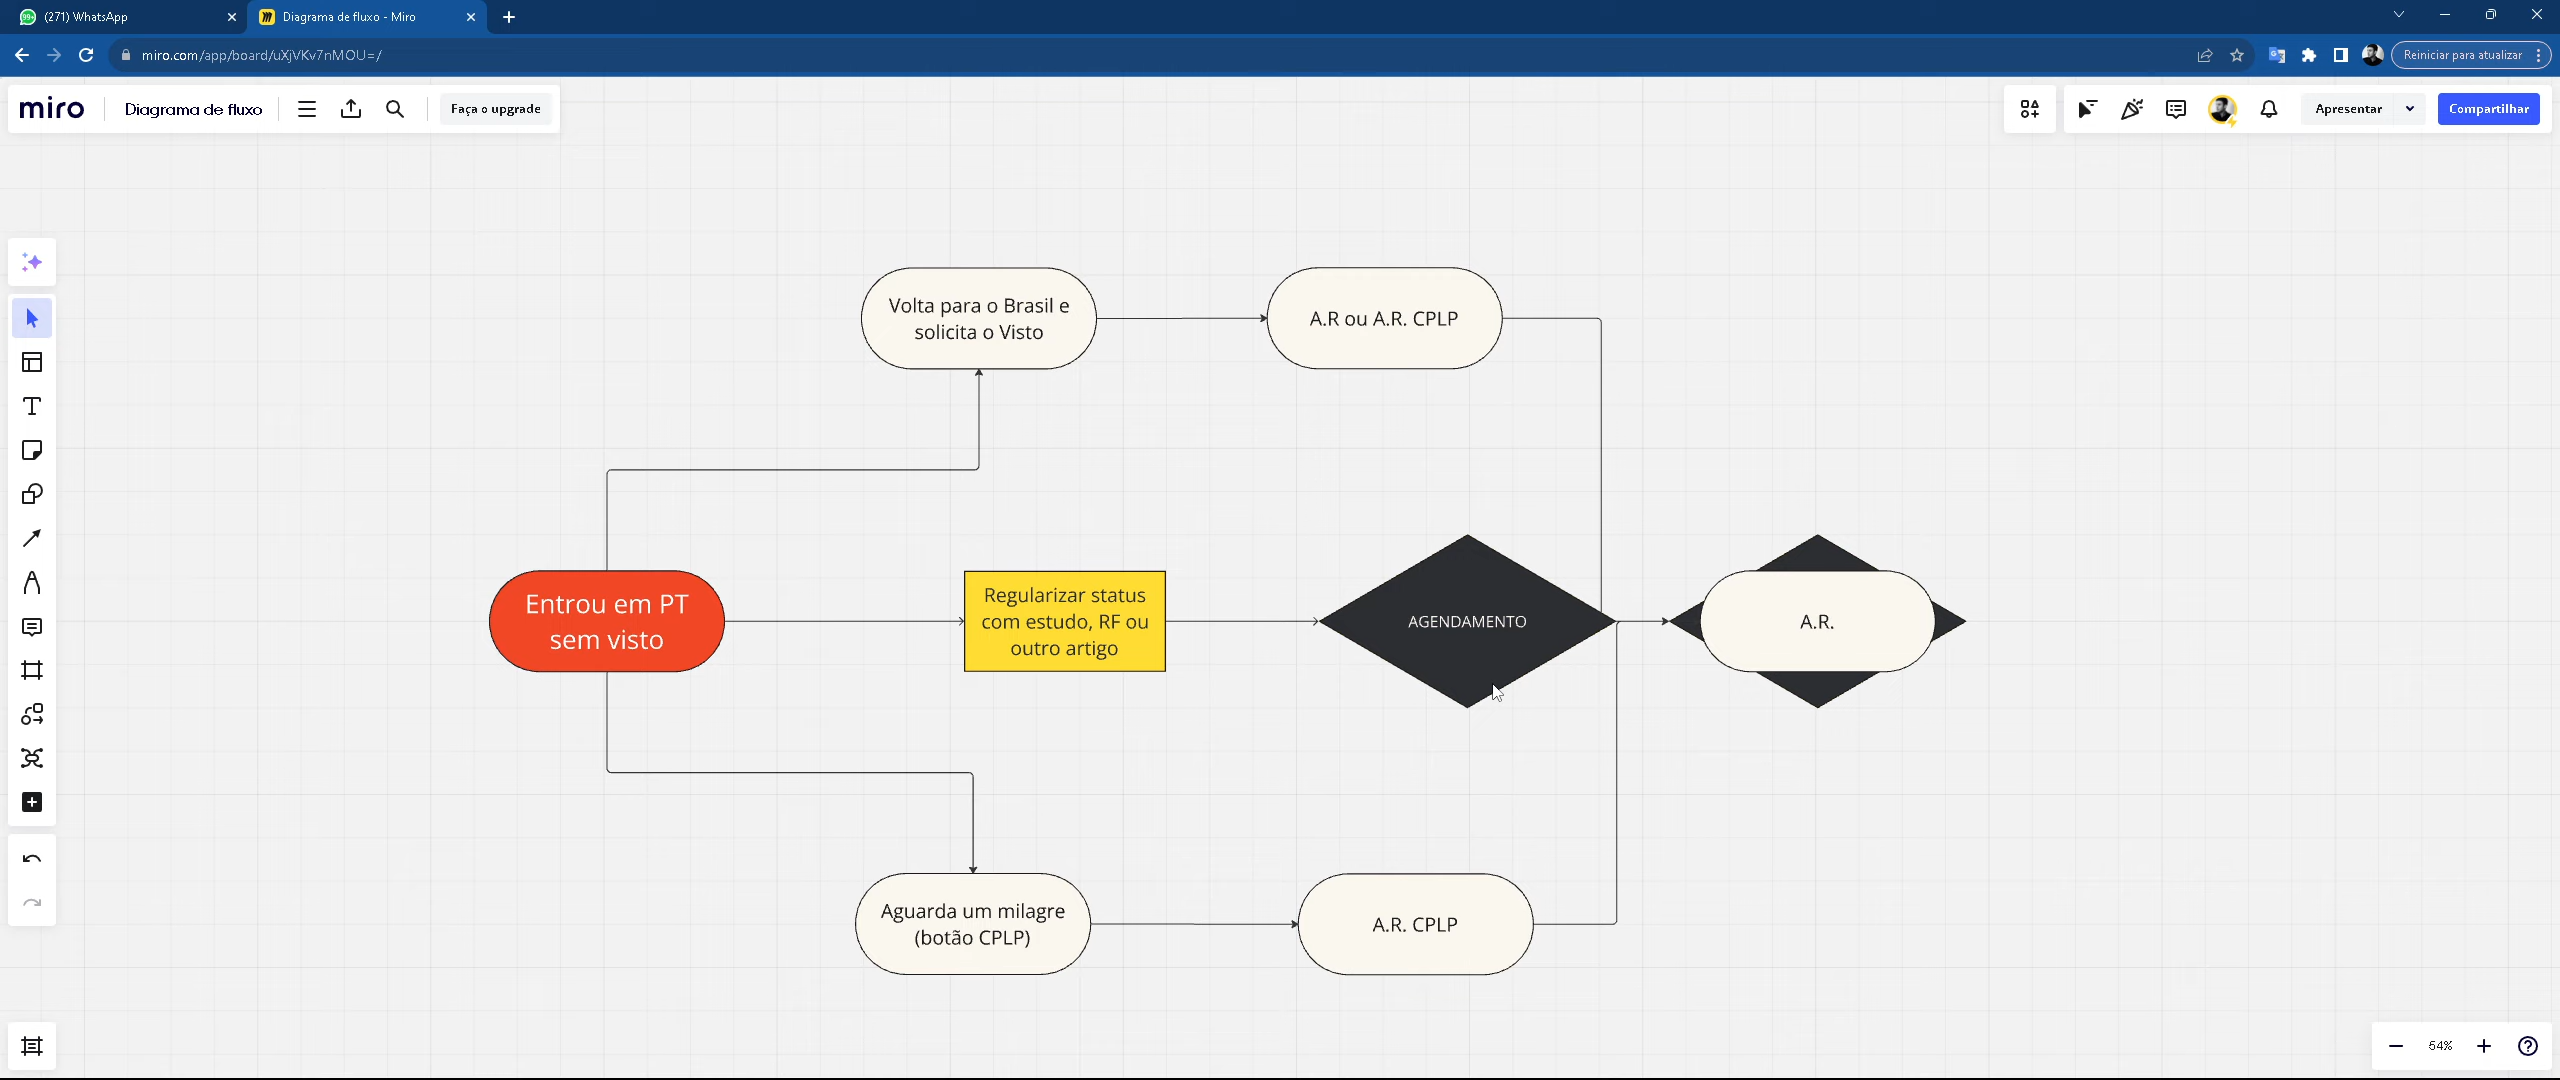 (271) WhatsApp
Diagrama de fluxo - Miro
miro.com/app/board/uXjVKv7nMOU=/
Reiniciar para atualizar
miro
Diagrama de fluxo
Faça o upgrade
Apresentar
Compartilhar
Volta para o Brasil e
solicita o Visto
A.R ou A.R. CPLP
Entrou em PT
sem visto
Regularizar status
com estudo, RF ou
outro artigo
AGENDAMENTO
A.R.
Aguarda um milagre
(botão CPLP)
A.R. CPLP
54%